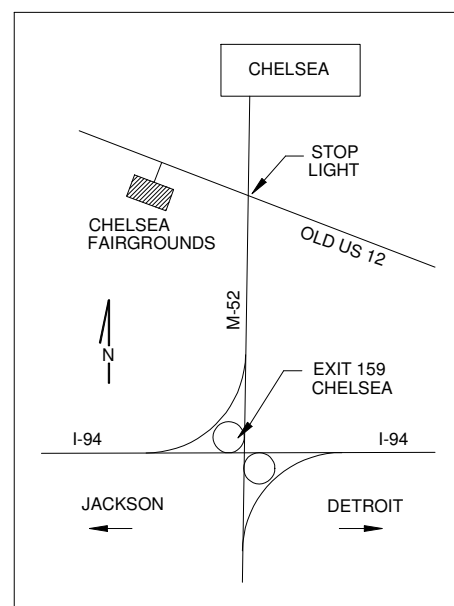 CHELSEA
STOP
LIGHT
CHELSEA
FAIRGROUNDS
OLD US 12
M-52
N
EXIT 159
CHELSEA
I-94
I-94
JACKSON
DETROIT